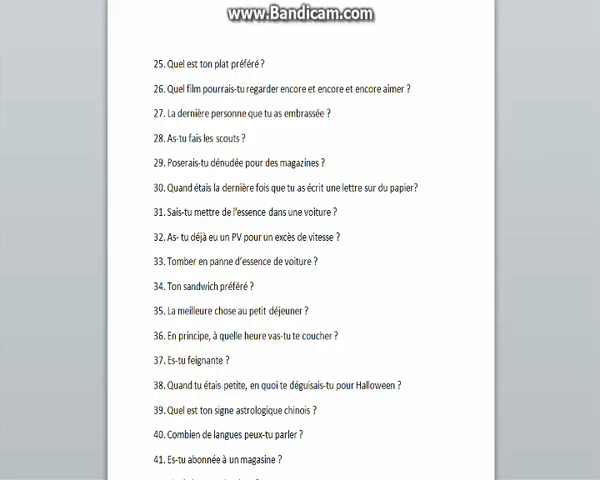 www.Bandicam.com
25. Quel est ton plat préféré ?
26. Quel film pourrais-tu regarder encore et encore et encore aimer ?
27. La dernière personne que tu as embrassée ?
28. As-tu fais les scouts ?
29. Poserais-tu dénudée pour des magazines ?
30. Quand étais la dernière fois que tu as écrit une lettre sur du papier?
31. Sais-tu mettre de l'essence dans une voiture ?
32. As- tu déjà eu un PV pour un excès de vitesse ?
33. Tomber en panne d'essence de voiture ?
34. Ton sandwich préféré ?
35. La meilleure chose au petit déjeuner ?
36. En principe, à quelle heure vas-tu te coucher ?
37. Es-tu feignante ?
38. Quand tu étais petite, en quoi te déguisais-tu pour Halloween ?
39. Quel est ton signe astrologique chinois ?
40. Combien de langues peux-tu parler ?
41. Es-tu abonnée à un magasine ?